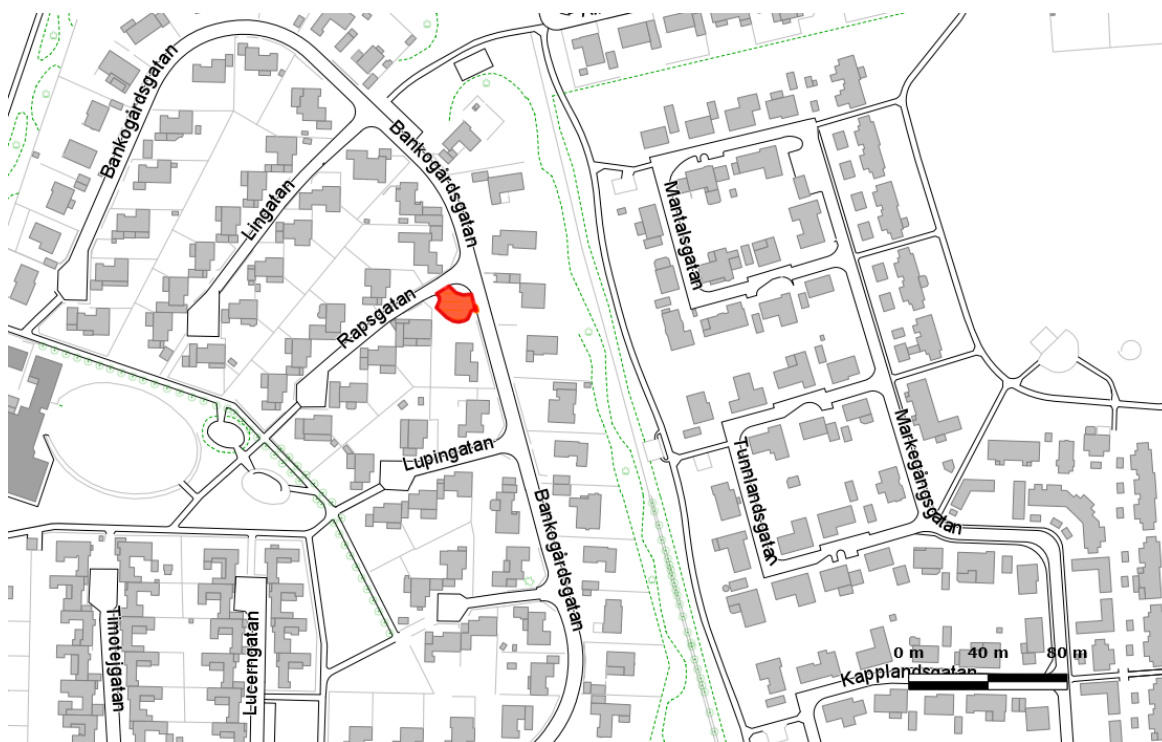 Bankogårdsgatan
Bankogårdsgatan
Lingatan
Mantalsgatan
Rapsgatan
Lupingatan
Markegångsgatan
Tunnlandsgatan
Bankogårdsgatan
Timotejgatan
Lucerngatan
0 m 40 m 80 m
Kapplandsgatan